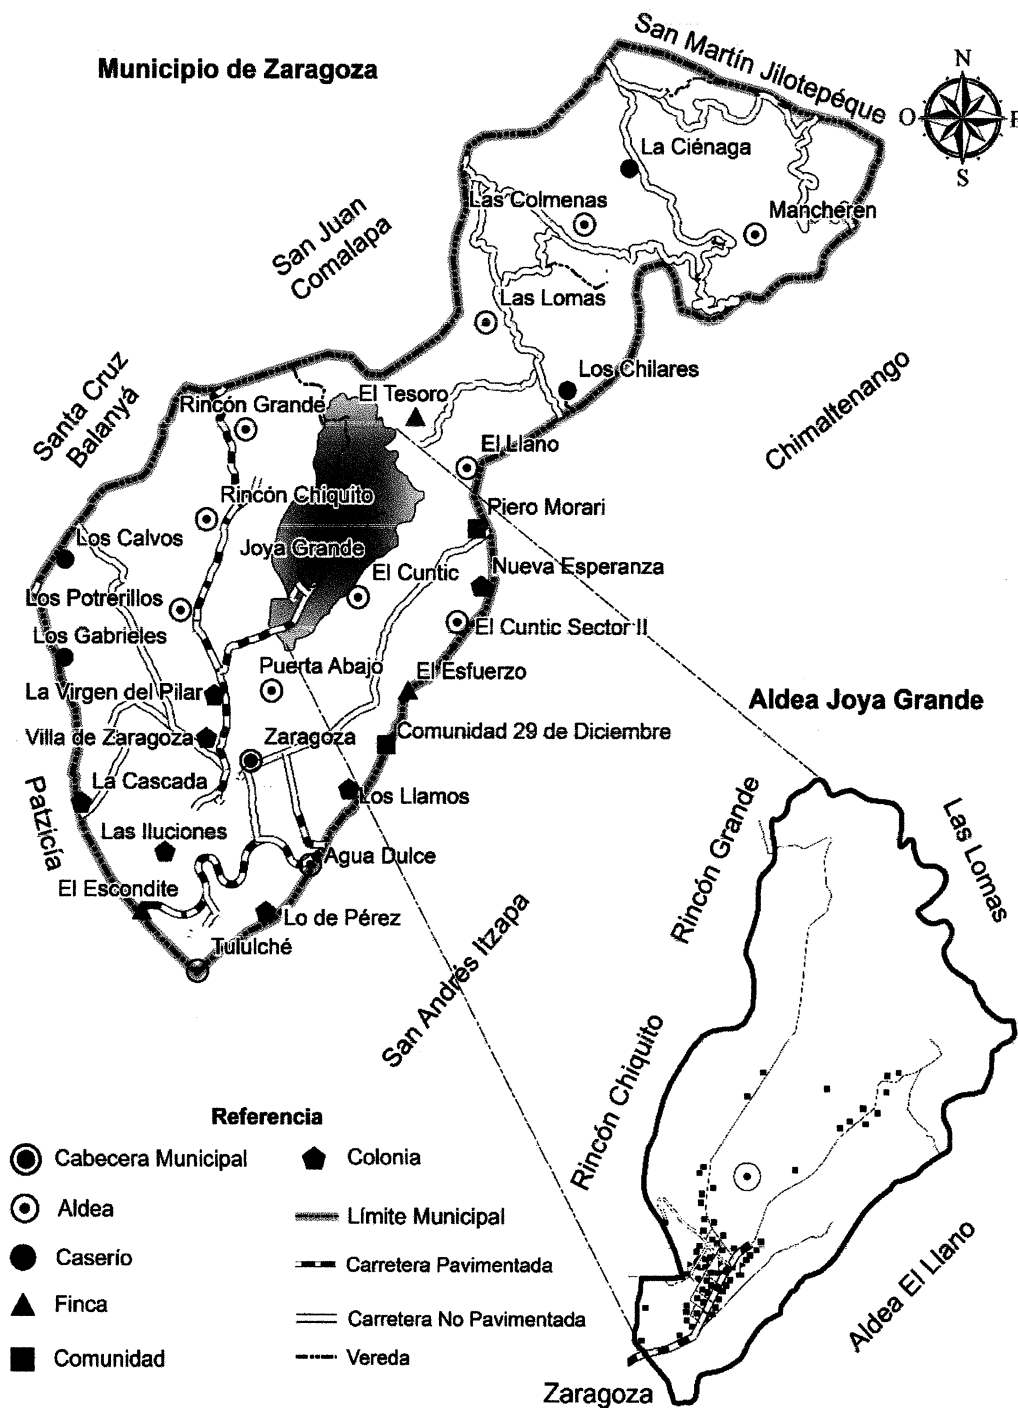 Municipio de Zaragoza
San Martín Jilotepéque
N
O
E
S
La Ciénaga
Las Colmenas
Mancheren
San Juan
Comalapa
Las Lomas
Santa Cruz
Balanyá
Los Chilares
El Tesoro
Rincón Grande
Chimaltenango
El Llano
Rincón Chiquito
Piero Morari
Los Calvos
Joya Grande
Nueva Esperanza
El Cuntic
Los Potrerillos
El Cuntic Sector II
Los Gabrieles
Puerta Abajo
El Esfuerzo
La Virgen del Pilar
Aldea Joya Grande
Villa de Zaragoza
Zaragoza
Comunidad 29 de Diciembre
La Cascada
Patzicía
Los Llamos
Las Iluciones
Agua Dulce
El Escondite
Lo de Pérez
Tululché
San Andrés Itzapa
Rincón Grande
Las Lomas
Rincón Chiquito
Aldea El Llano
Zaragoza
Referencia
Cabecera Municipal
Colonia
Aldea
Límite Municipal
Caserío
Carretera Pavimentada
Finca
Carretera No Pavimentada
Comunidad
Vereda